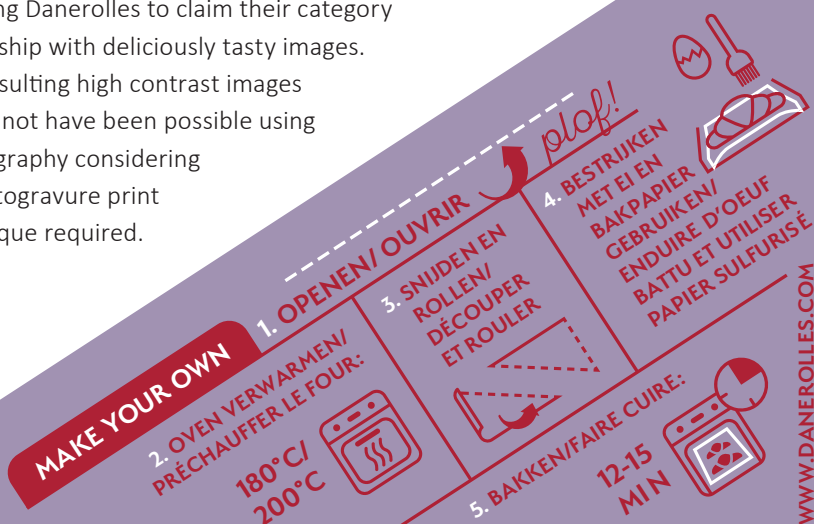 ng Danerolles to claim their category
ship with deliciously tasty images.
sulting high contrast images
not have been possible using
graphy considering
togravure print
que required.
MAKE YOUR OWN
1. OPENEN/ OUVRIR
plof!
2. OVEN VERWARMEN/
PRÉCHAUFFER LE FOUR:
180°C/
200°C
3. SNIJDEN EN
ROLLEN/
DÉCOUPER
ET ROULER
4. BESTRIJKEN
MET EI EN
BAKPAPIER
GEBRUIKEN/
ENDUIRE D'OEUF
BATTU ET UTILISER
PAPIER SULFURISÉ
5. BAKKEN/FAIRE CUIRE:
12-15
MIN
WWW.DANEROLLES.COM